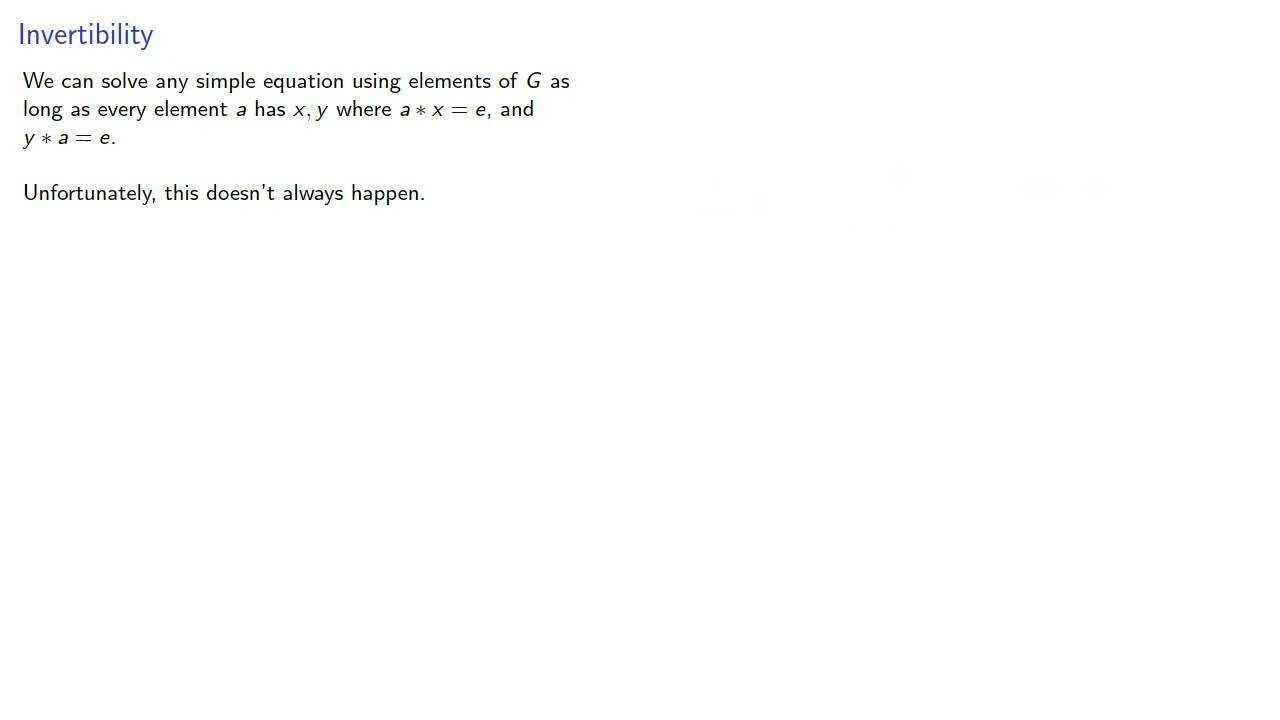 Invertibility
We can solve any simple equation using elements of G as
long as every element a has x, y where a ∗ x = e, and
y ∗ a = e.
Unfortunately, this doesn't always happen.